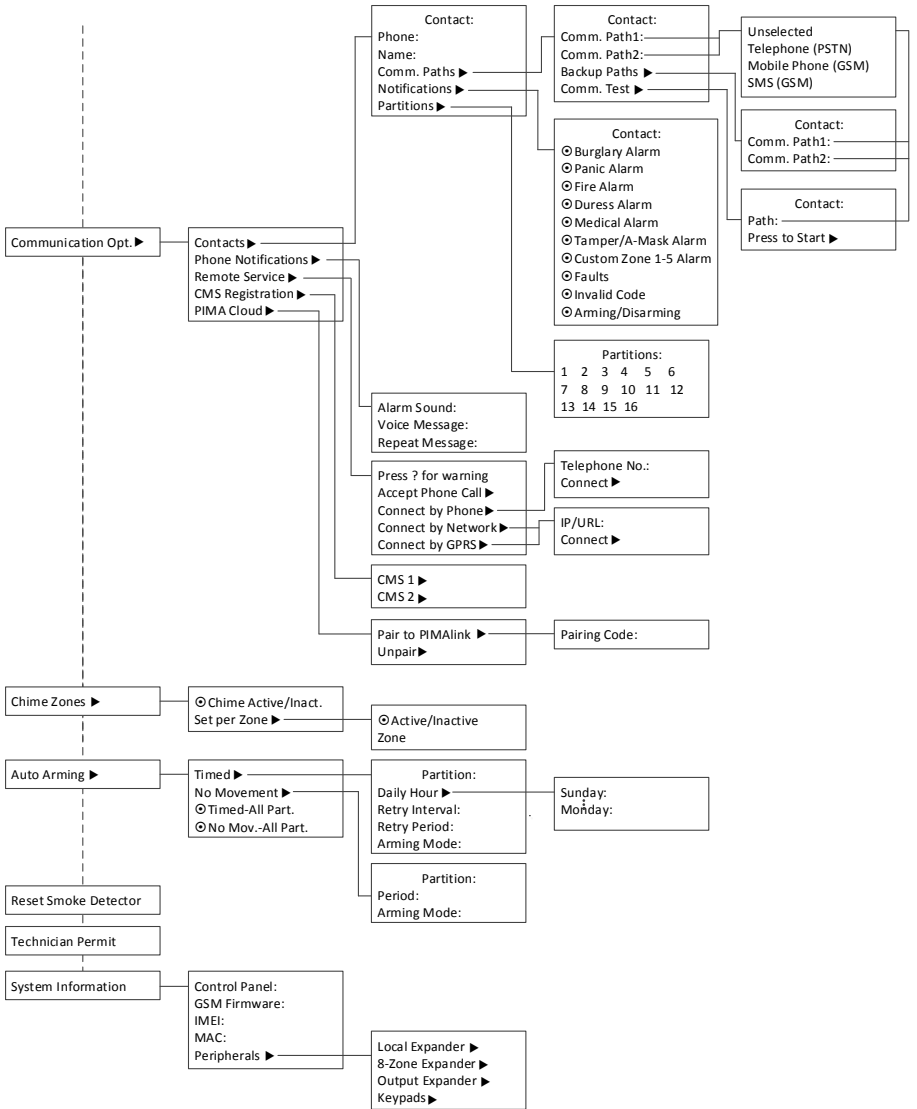 Communication Opt. ▶
Contacts▶
Phone Notifications ▶
Remote Service ▶
CMS Registration ▶
PIMA Cloud ▶
Contact:
Phone:
Name:
Comm. Paths ▶
Notifications ▶
Partitions ▶
Contact:
Comm. Path1:
Comm. Path2:
Backup Paths ▶
Comm. Test ▶
Unselected
Telephone (PSTN)
Mobile Phone (GSM)
SMS (GSM)
Contact:
Comm. Path1:
Comm. Path2:
Contact:
Path:
Press to Start ▶
Contact:
⊙ Burglary Alarm
⊙ Panic Alarm
⊙ Fire Alarm
⊙ Duress Alarm
⊙ Medical Alarm
⊙ Tamper/A-Mask Alarm
⊙ Custom Zone 1-5 Alarm
⊙ Faults
⊙ Invalid Code
⊙ Arming/Disarming
Partitions:
1 2 3 4 5 6
7 8 9 10 11 12
13 14 15 16
Alarm Sound:
Voice Message:
Repeat Message:
Press ? for warning
Accept Phone Call ▶
Connect by Phone ▶
Connect by Network ▶
Connect by GPRS ▶
Telephone No.:
Connect ▶
IP/URL:
Connect ▶
CMS 1 ▶
CMS 2 ▶
Pair to PIMAlink ▶
Unpair▶
Pairing Code:
Chime Zones ▶
⊙ Chime Active/Inact.
Set per Zone ▶
⊙ Active/Inactive
Zone
Auto Arming ▶
Timed ▶
No Movement ▶
⊙ Timed-All Part.
⊙ No Mov.-All Part.
Partition:
Daily Hour ▶
Retry Interval:
Retry Period:
Arming Mode:
Sunday:
Monday:
Partition:
Period:
Arming Mode:
Reset Smoke Detector
Technician Permit
System Information
Control Panel:
GSM Firmware:
IMEI:
MAC:
Peripherals ▶
Local Expander ▶
8-Zone Expander ▶
Output Expander ▶
Keypads ▶